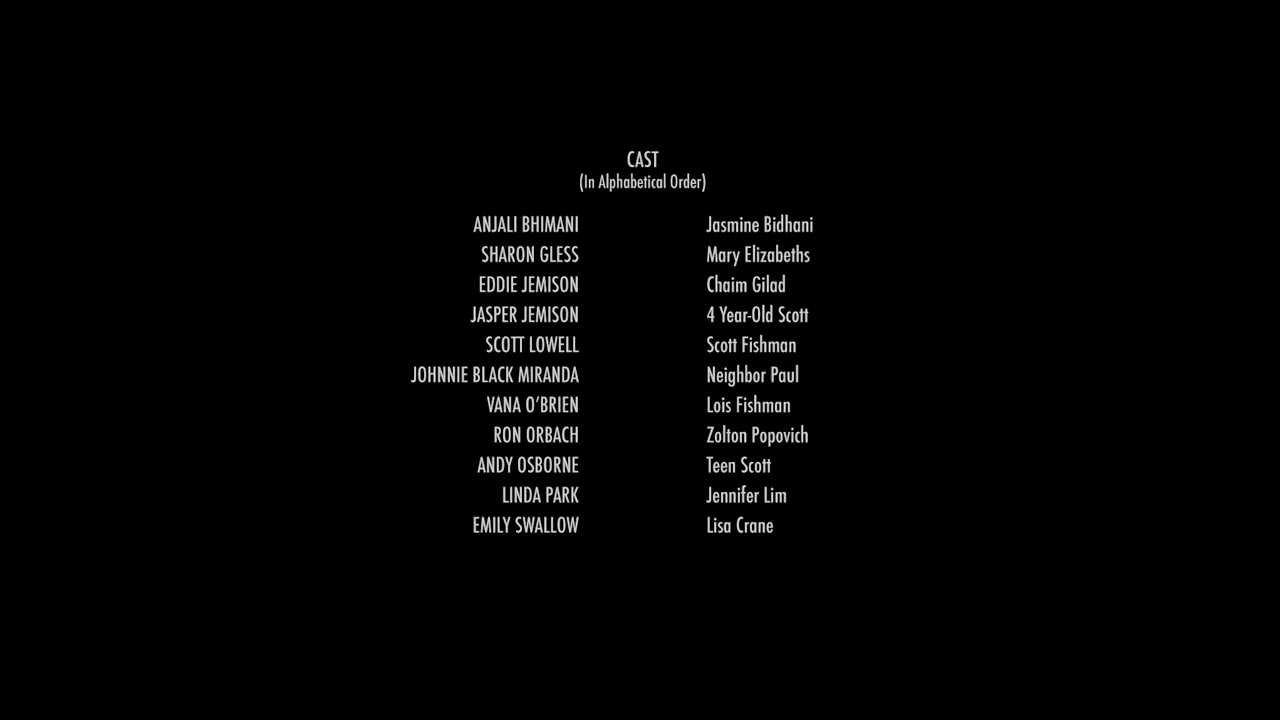 CAST
(In Alphabetical Order)
ANJALI BHIMANI Jasmine Bidhani
SHARON GLESS Mary Elizabeths
EDDIE JEMISON Chaim Gilad
JASPER JEMISON 4 Year-Old Scott
SCOTT LOWELL Scott Fishman
JOHNNIE BLACK MIRANDA Neighbor Paul
VANA O’BRIEN Lois Fishman
RON ORBACH Zolton Popovich
ANDY OSBORNE Teen Scott
LINDA PARK Jennifer Lim
EMILY SWALLOW Lisa Crane